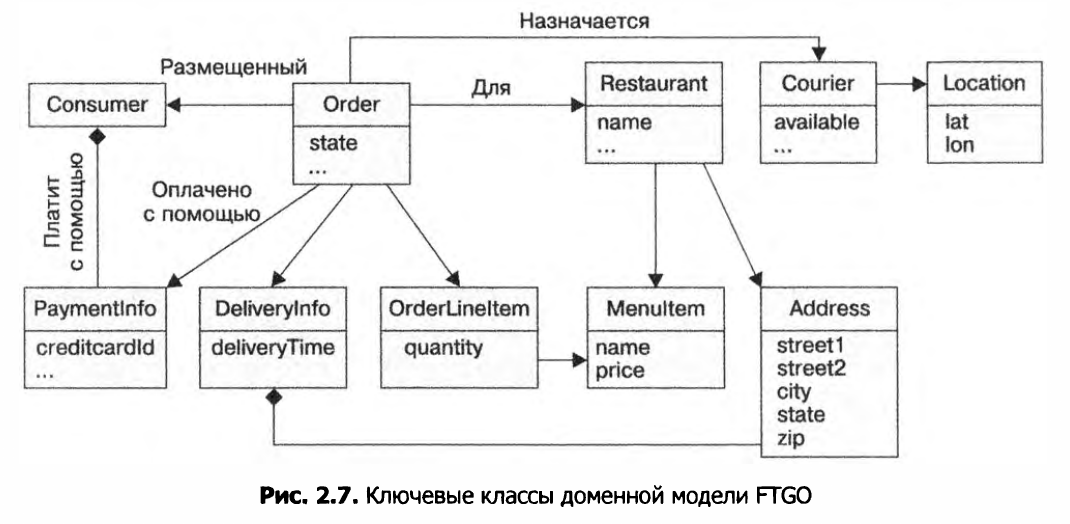 Назначается
Размещенный
Для
Consumer
Order
state
...
Restaurant
name
...
Courier
available
...
Location
lat
lon
Платит
с помощью
Оплачено
с помощью
PaymentInfo
creditcardId
...
DeliveryInfo
deliveryTime
OrderLineItem
quantity
MenuItem
name
price
Address
street1
street2
city
state
zip
Рис. 2.7. Ключевые классы доменной модели FTGO